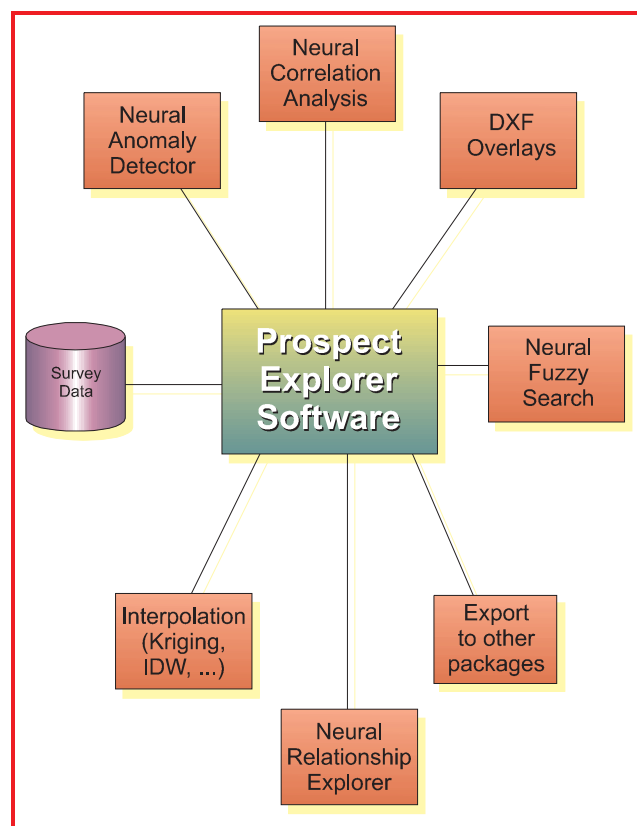 Neural
Correlation
Analysis
Neural
Anomaly
Detector
DXF
Overlays
Survey
Data
Prospect
Explorer
Software
Neural
Fuzzy
Search
Interpolation
(Kriging,
IDW, ...)
Export
to other
packages
Neural
Relationship
Explorer